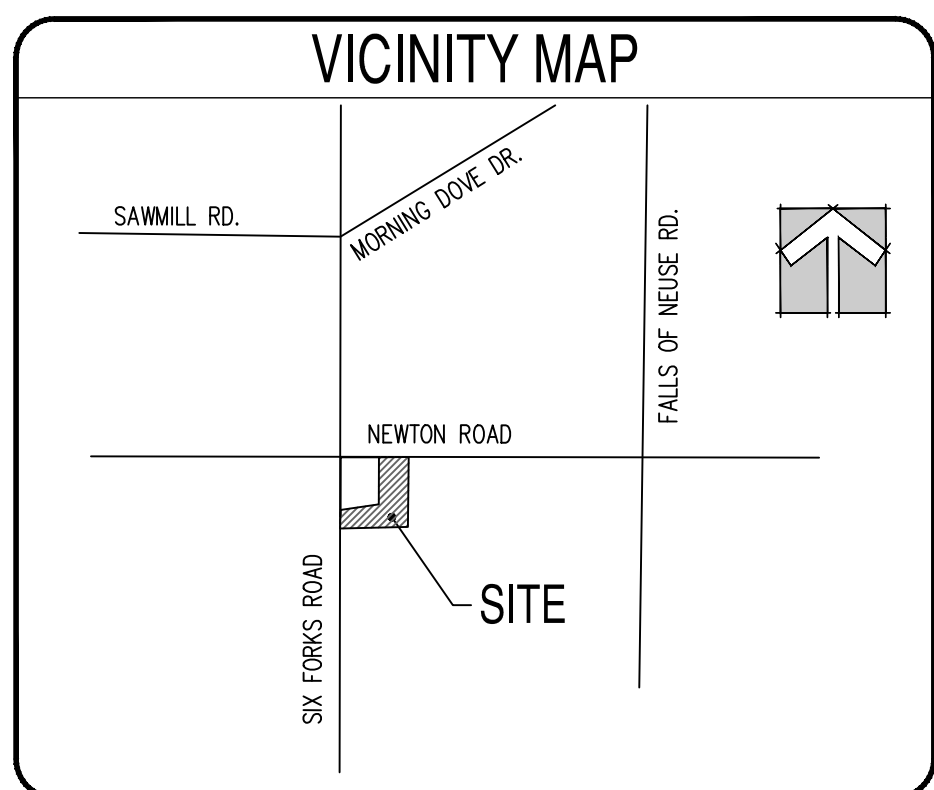 VICINITY MAP
SAWMILL RD.
MORNING DOVE DR.
FALLS OF NEUSE RD.
NEWTON ROAD
SIX FORKS ROAD
SITE